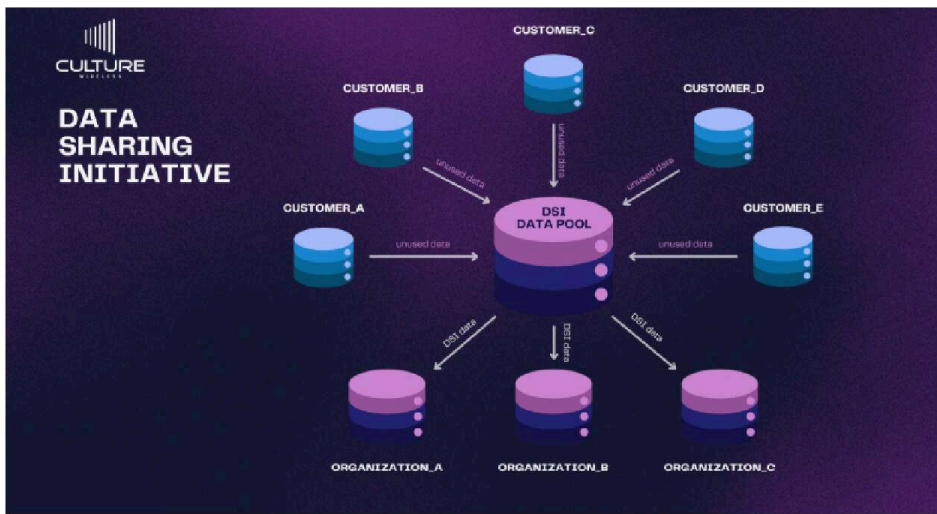 CULTURE
WIRELESS
DATA
SHARING
INITIATIVE
CUSTOMER_C
CUSTOMER_B
CUSTOMER_D
unused data
unused data
unused data
CUSTOMER_A
CUSTOMER_E
DSI
DATA POOL
unused data
unused data
DSI data
DSI data
DSI data
ORGANIZATION_A
ORGANIZATION_B
ORGANIZATION_C